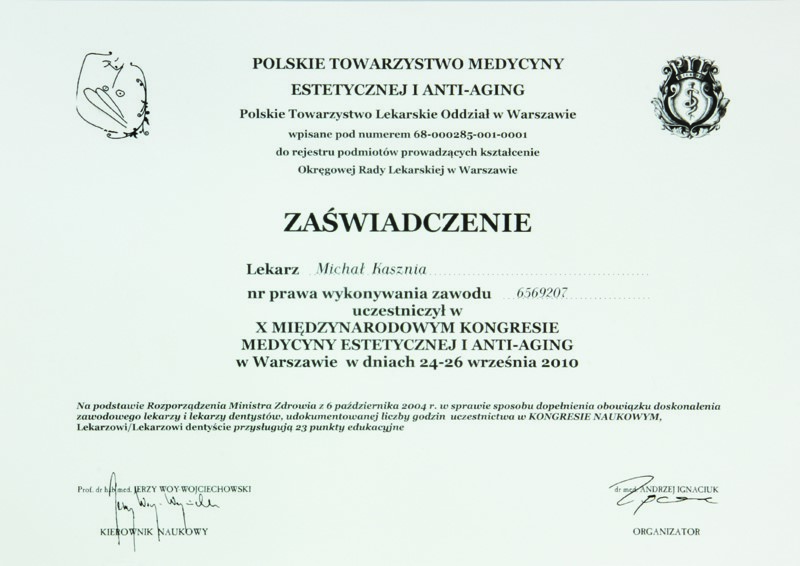 POLSKIE TOWARZYSTWO MEDYCYNY
ESTETYCZNEJ I ANTI-AGING
Polskie Towarzystwo Lekarskie Oddział w Warszawie
wpisane pod numerem 68-000285-001-0001
do rejestru podmiotów prowadzących kształcenie
Okręgowej Rady Lekarskiej w Warszawie
PTL
ZAŚWIADCZENIE
Lekarz Michał Kasznia
nr prawa wykonywania zawodu 6569207
uczestniczył w
X MIĘDZYNARODOWYM KONGRESIE
MEDYCYNY ESTETYCZNEJ I ANTI-AGING
w Warszawie w dniach 24-26 września 2010
Na podstawie Rozporządzenia Ministra Zdrowia z 6 października 2004 r. w sprawie sposobu dopełnienia obowiązku doskonalenia
zawodowego lekarzy i lekarzy dentystów, udokumentowanej liczby godzin uczestnictwa w KONGRESIE NAUKOWYM,
Lekarzowi/Lekarzowi dentyście przysługują 23 punkty edukacyjne
Prof. dr hab. med. JERZY WOY-WOJCIECHOWSKI
KIEROWNIK NAUKOWY
dr med. ANDRZEJ IGNACIUK
ORGANIZATOR